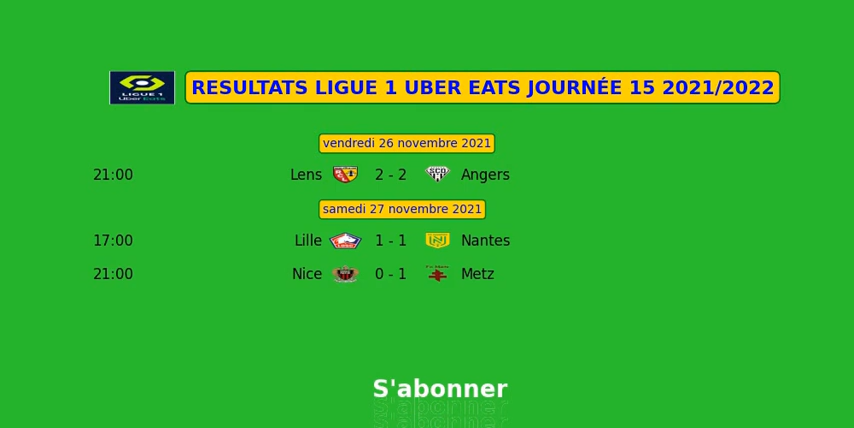 LIGUE 1
Uber Eats
RESULTATS LIGUE 1 UBER EATS JOURNÉE 15 2021/2022
vendredi 26 novembre 2021
21:00 Lens 2 - 2 SCO Angers
samedi 27 novembre 2021
17:00 Lille LOSC 1 - 1 Nantes
21:00 Nice 0 - 1 Metz
S'abonner